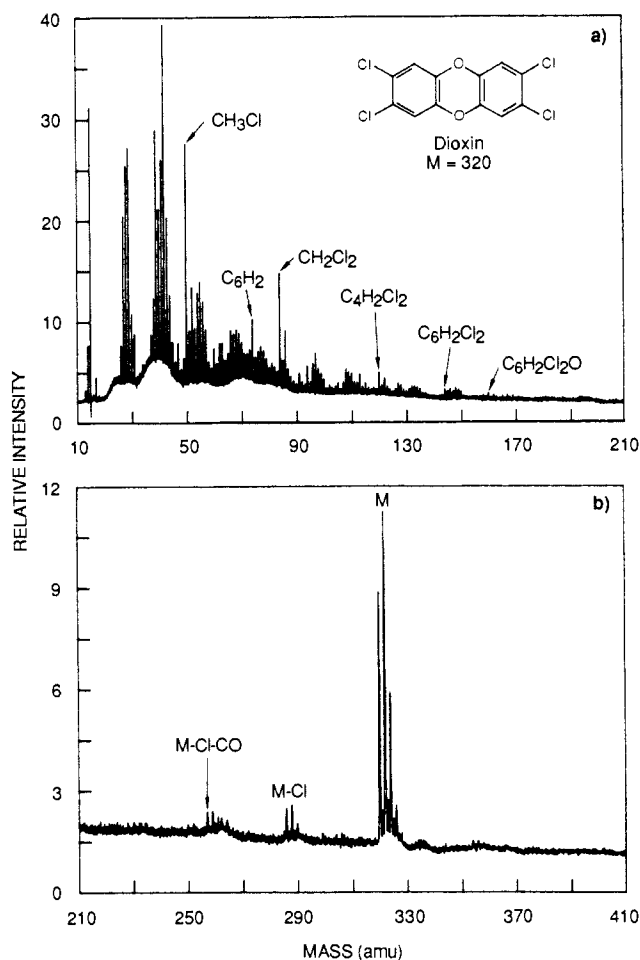 40
30
20
10
0
a)
Cl
Cl
O
O
Cl
Cl
Dioxin
M = 320
CH₃Cl
C₆H₂
CH₂Cl₂
C₄H₂Cl₂
C₆H₂Cl₂
C₆H₂Cl₂O
10
50
90
130
170
210
RELATIVE INTENSITY
12
9
6
3
0
b)
M
M-Cl-CO
M-Cl
210
250
290
330
370
410
MASS (amu)